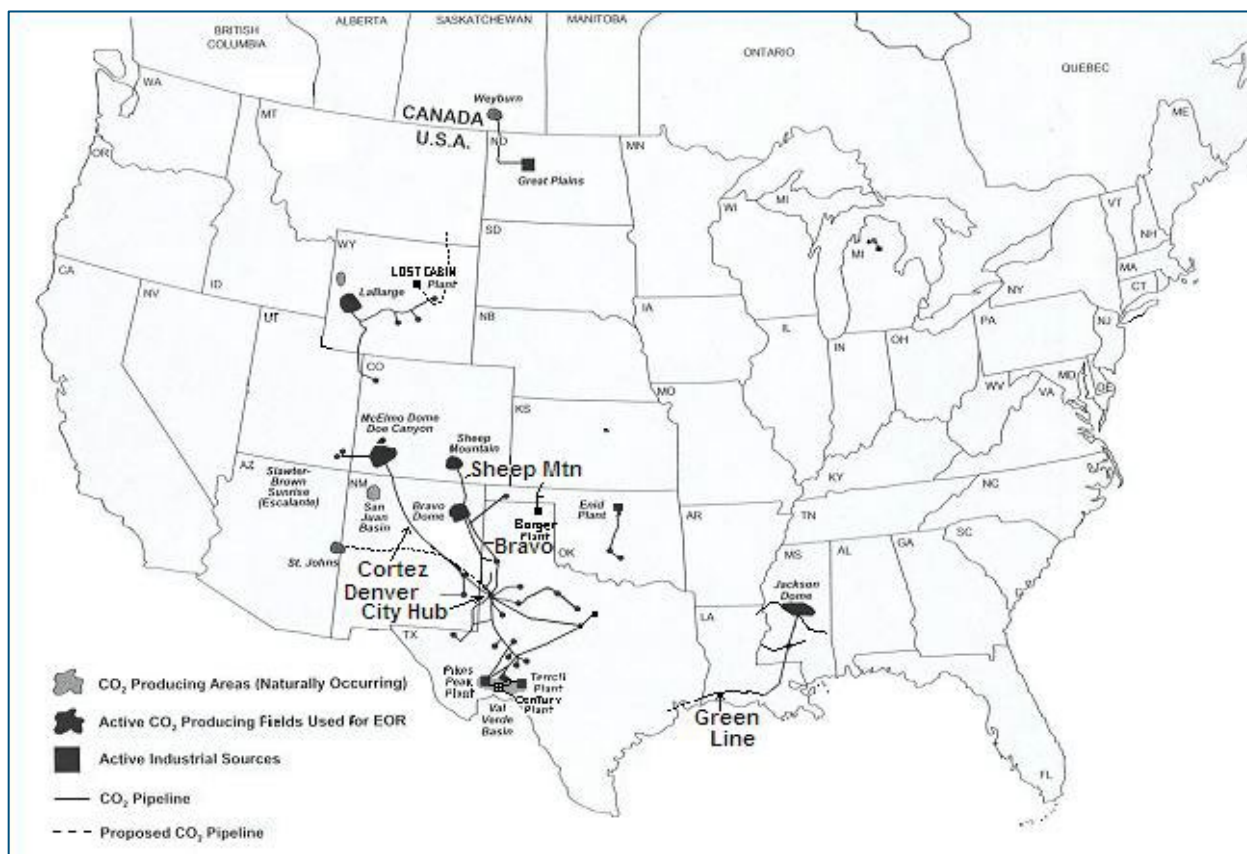 BRITISH
COLUMBIA
ALBERTA
SASKATCHEWAN
MANITOBA
ONTARIO
QUEBEC
WA
MT
Weyburn
CANADA
U.S.A.
ND
MN
ME
OR
Great Plains
WI
MI
VT
NH
WY
SD
MI
MA
CT
LOST CABIN
Plant
NY
CA
NV
ID
LaBarge
UT
NB
IA
PA
NJ
IL
IN
OH
CO
MO
WV
MD
DE
VA
McElmo Dome
Doe Canyon
Sheep
Mountain
KS
Sheep Mtn
KY
AZ
NM
San
Juan
Basin
Bravo
Dome
Borger
Plant
Enid
Plant
TN
NC
(Escalante)
Sunrise
Bravo
OK
AR
SC
St. Johns
MS
AL
GA
Cortez
Denver
City Hub
Jackson
Dome
LA
TX
Pikes
Peak
Plant
Plant
Century
Plant
Val
Verde
Basin
Green
Line
FL
CO₂ Producing Areas (Naturally Occurring)
Active CO₂ Producing Fields Used for EOR
Active Industrial Sources
CO₂ Pipeline
Proposed CO₂ Pipeline